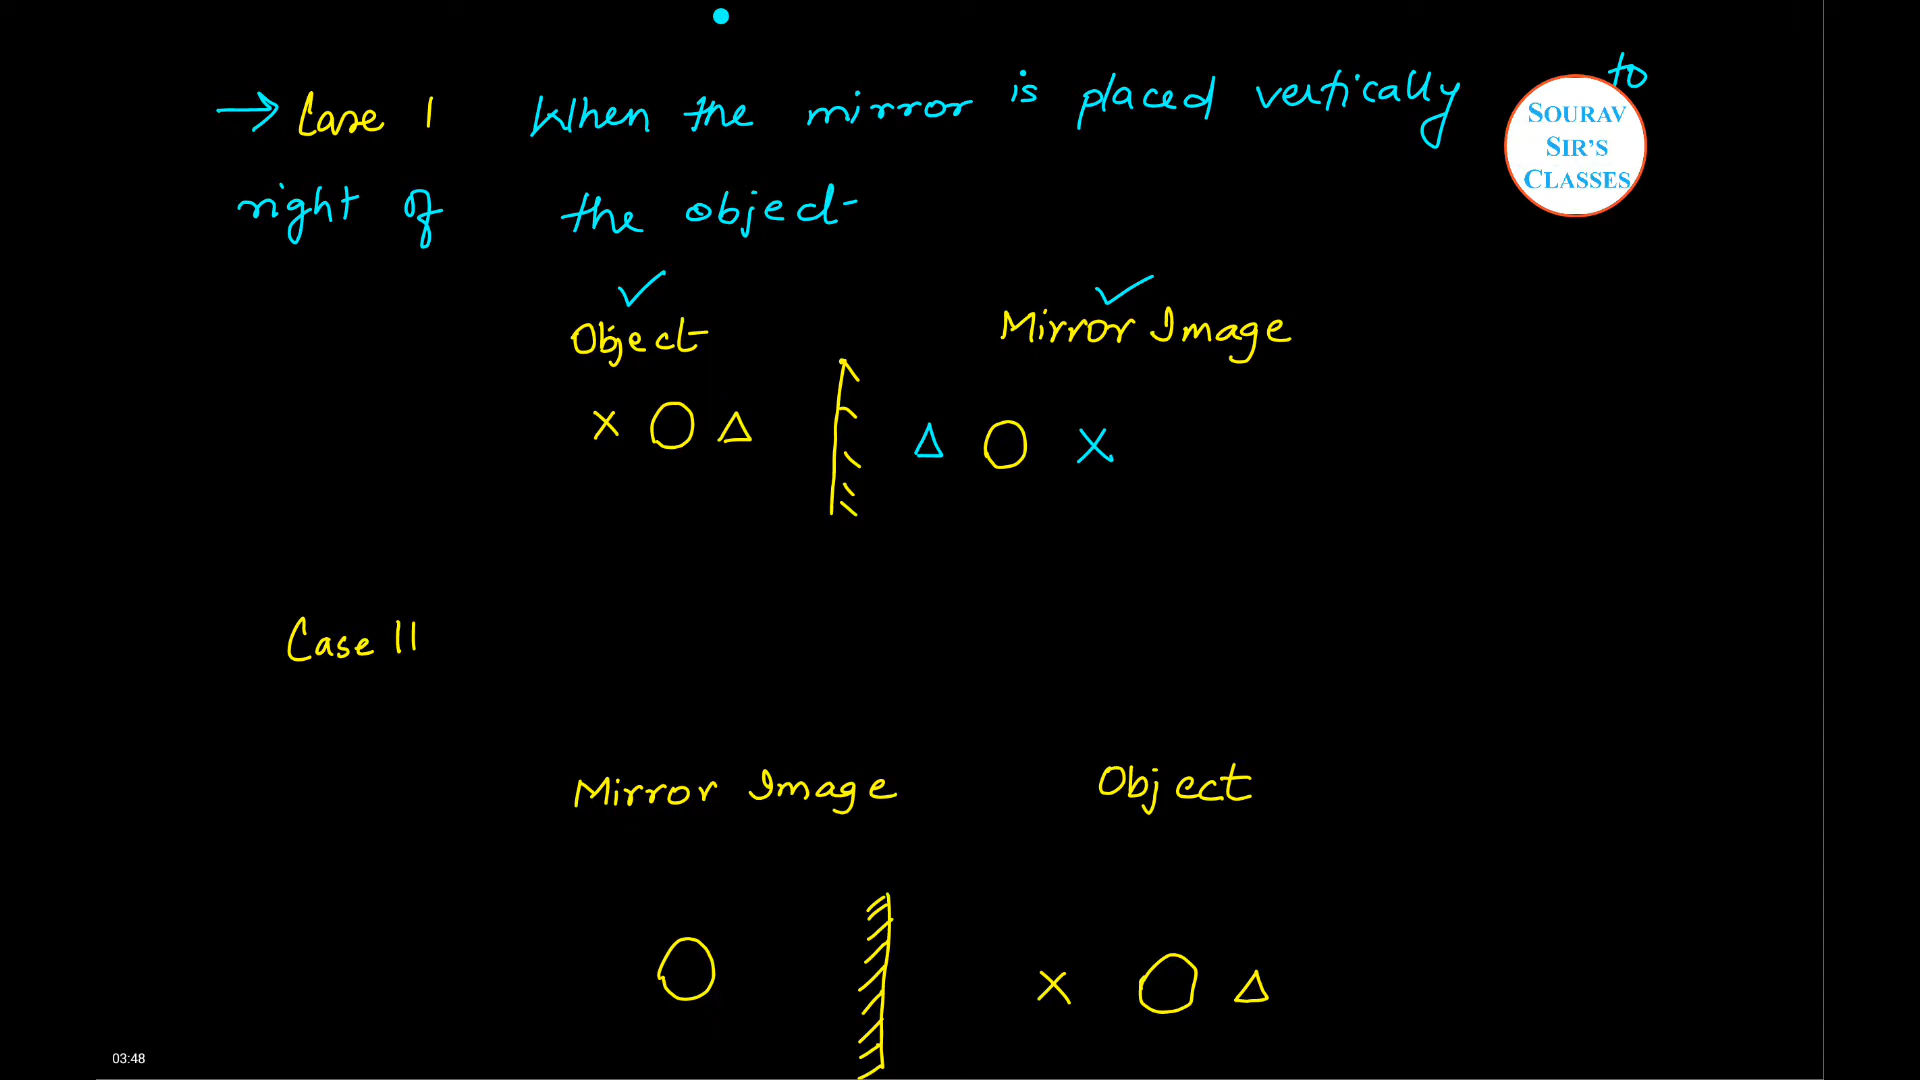 → Case I When the mirror is placed vertically to
SOURAV
SIR'S
CLASSES
right of the object
Object Mirror Image
X O Δ Δ O X
Case II
Mirror Image Object
O X O Δ
03:48